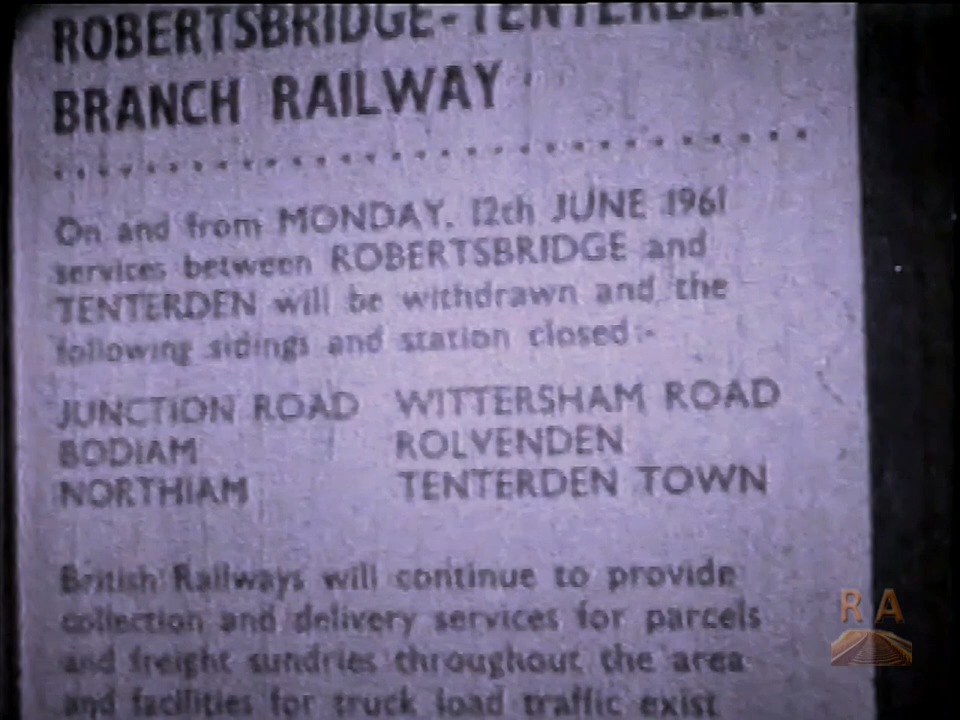 ROBERTSBRIDGE-TENTERDEN
BRANCH RAILWAY
On and from MONDAY, 12th JUNE 1961
services between ROBERTSBRIDGE and
TENTERDEN will be withdrawn and the
following sidings and station closed:-
JUNCTION ROAD WITTERSHAM ROAD
BODIAM ROLVENDEN
NORTHIAM TENTERDEN TOWN
British Railways will continue to provide
collection and delivery services for parcels
and freight sundries throughout the area
and facilities for truck load traffic exist
RA